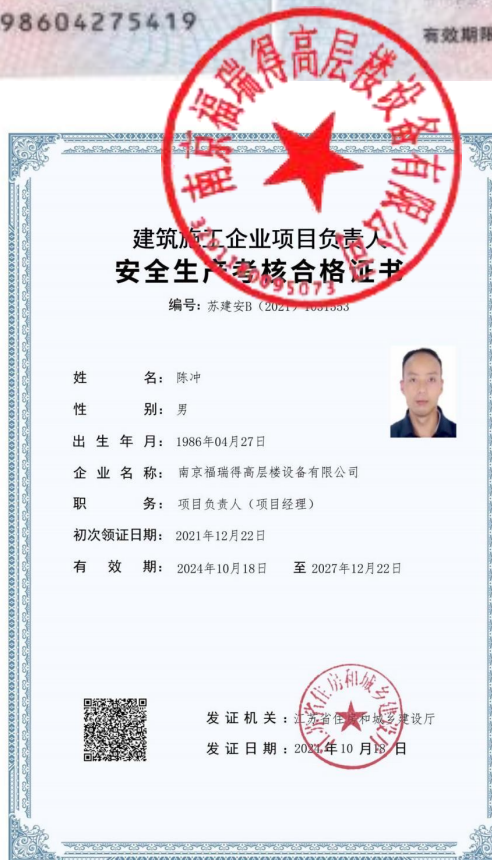 98604275419
有效期限
南京福瑞得高层楼设备有限公司
建筑施工企业项目负责人
安全生产考核合格证书
编号：苏建安B（2021）
姓 名：陈冲
性 别：男
出 生 年 月：1986年04月27日
企 业 名 称：南京福瑞得高层楼设备有限公司
职 务：项目负责人（项目经理）
初次领证日期：2021年12月22日
有 效 期：2024年10月18日 至 2027年12月22日
发 证 机 关：江苏省住房和城乡建设厅
发 证 日 期：2024年10 月18 日